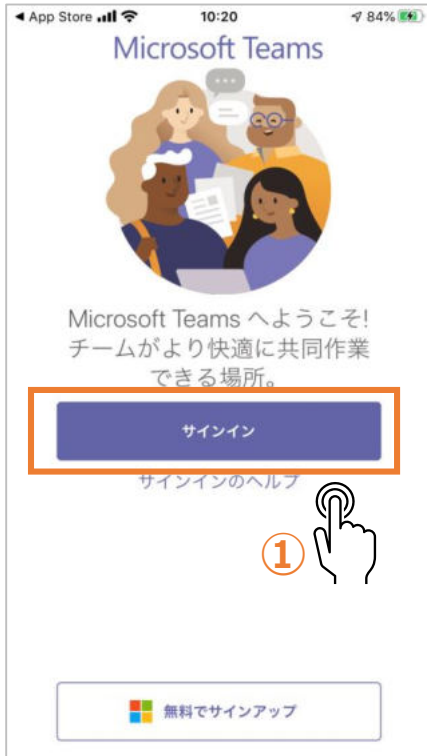 ◀ App Store 10:20 84%
Microsoft Teams
Microsoft Teams へようこそ!
チームがより快適に共同作業
できる場所。
サインイン
サインインのヘルプ
①
無料でサインアップ